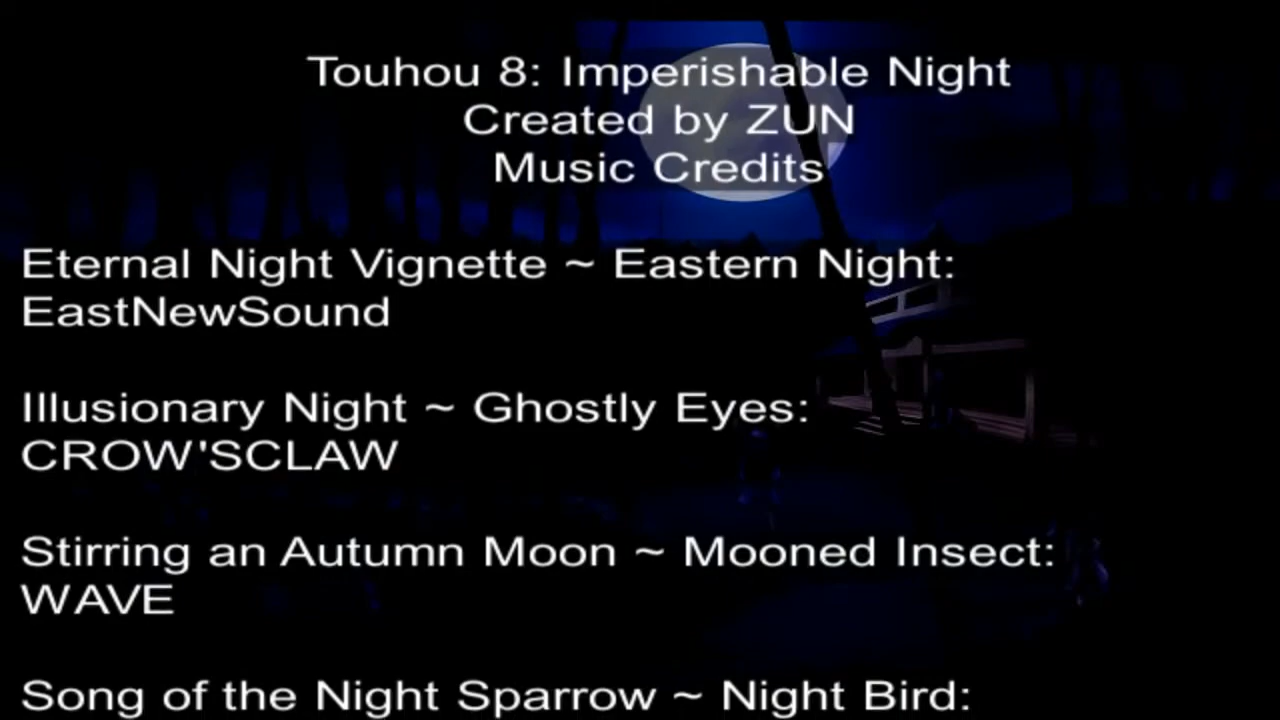 Touhou 8: Imperishable Night
Created by ZUN
Music Credits
Eternal Night Vignette ~ Eastern Night:
EastNewSound
Illusionary Night ~ Ghostly Eyes:
CROW'SCLAW
Stirring an Autumn Moon ~ Mooned Insect:
WAVE
Song of the Night Sparrow ~ Night Bird: